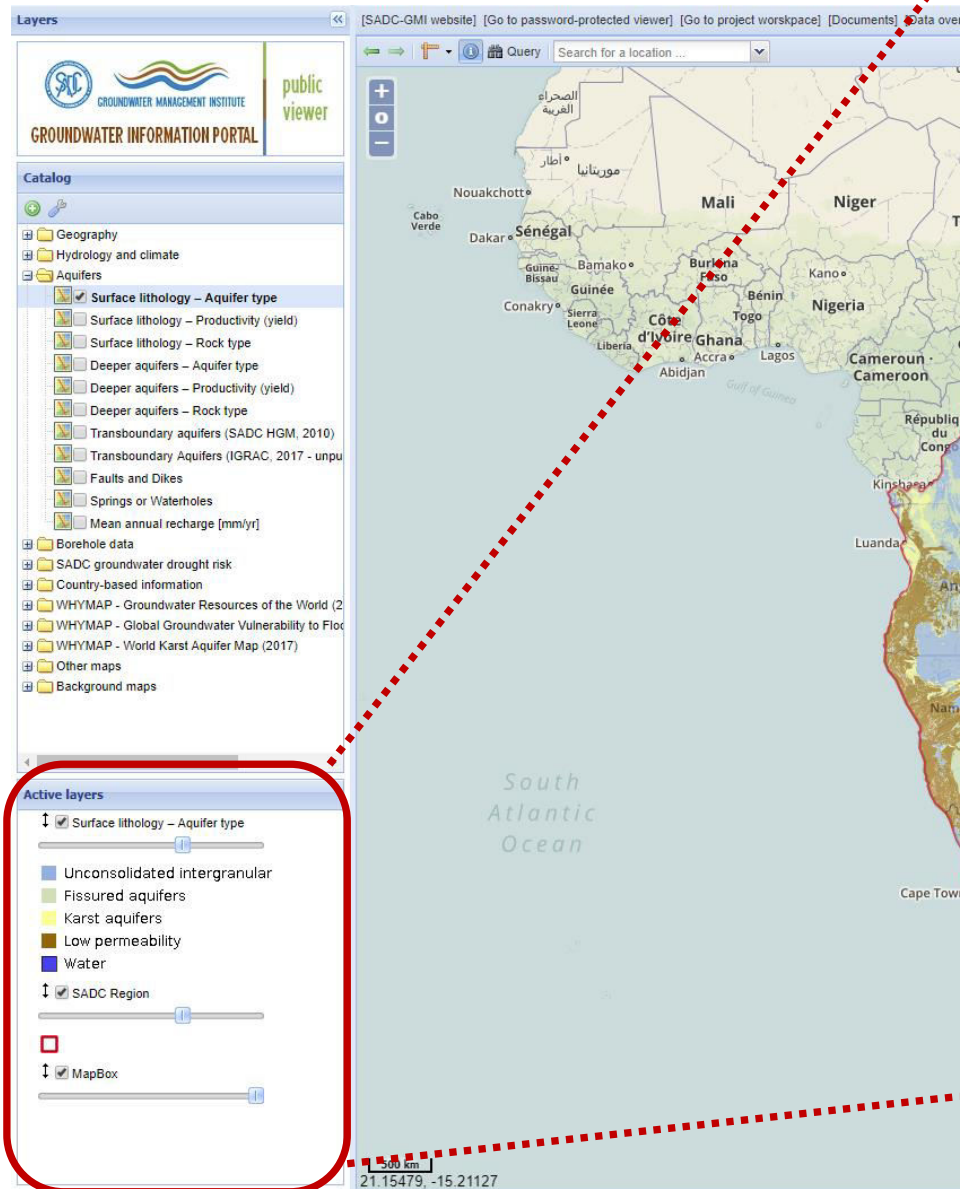 Layers
[SADC-GMI website] [Go to password-protected viewer] [Go to project worskpace] [Documents] [Data over
Query
Search for a location ...
GROUNDWATER MANAGEMENT INSTITUTE
GROUNDWATER INFORMATION PORTAL
public
viewer
Catalog
Geography
Hydrology and climate
Aquifers
Surface lithology – Aquifer type
Surface lithology – Productivity (yield)
Surface lithology – Rock type
Deeper aquifers – Aquifer type
Deeper aquifers – Productivity (yield)
Deeper aquifers – Rock type
Transboundary aquifers (SADC HGM, 2010)
Transboundary Aquifers (IGRAC, 2017 - unpu
Faults and Dikes
Springs or Waterholes
Mean annual recharge [mm/yr]
Borehole data
SADC groundwater drought risk
Country-based information
WHYMAP - Groundwater Resources of the World (2
WHYMAP - Global Groundwater Vulnerability to Floo
WHYMAP - World Karst Aquifer Map (2017)
Other maps
Background maps
Active layers
Surface lithology – Aquifer type
Unconsolidated intergranular
Fissured aquifers
Karst aquifers
Low permeability
Water
SADC Region
MapBox
الصحراء
الغربية
أطار
موريتانيا
Nouakchott
Mali
Niger
T
Cabo
Verde
Dakar
Sénégal
Guiné-
Bissau
Bamako
Burkina
Faso
Kano
Guinée
Bénin
Nigeria
Conakry
Sierra
Leone
Côte
d'Ivoire
Togo
Ghana
Liberia
Accra
Lagos
Abidjan
Gulf of Guinea
Cameroun -
Cameroon
Républiq
du
Congo
Kinshasa
Luanda
An
Nam
South
Atlantic
Ocean
Cape Tow
500 km
21.15479, -15.21127